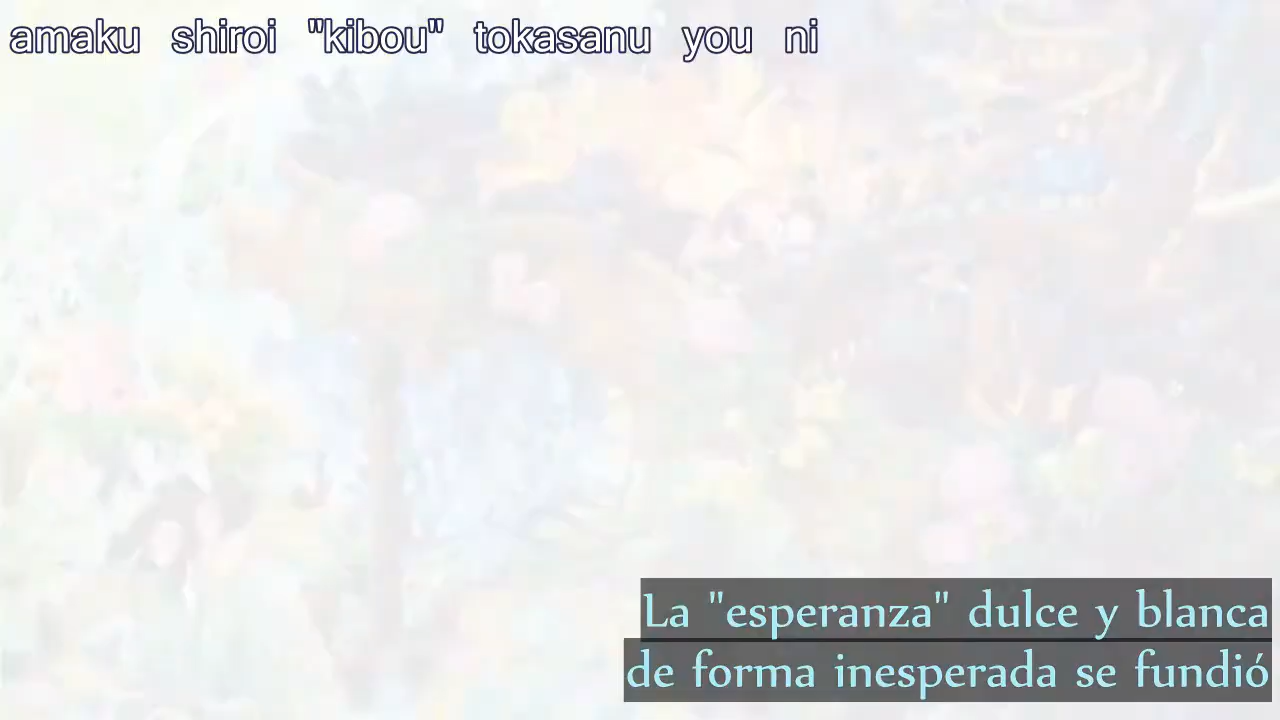 amaku shiroi "kibou" tokasanu you ni
La "esperanza" dulce y blanca
de forma inesperada se fundió